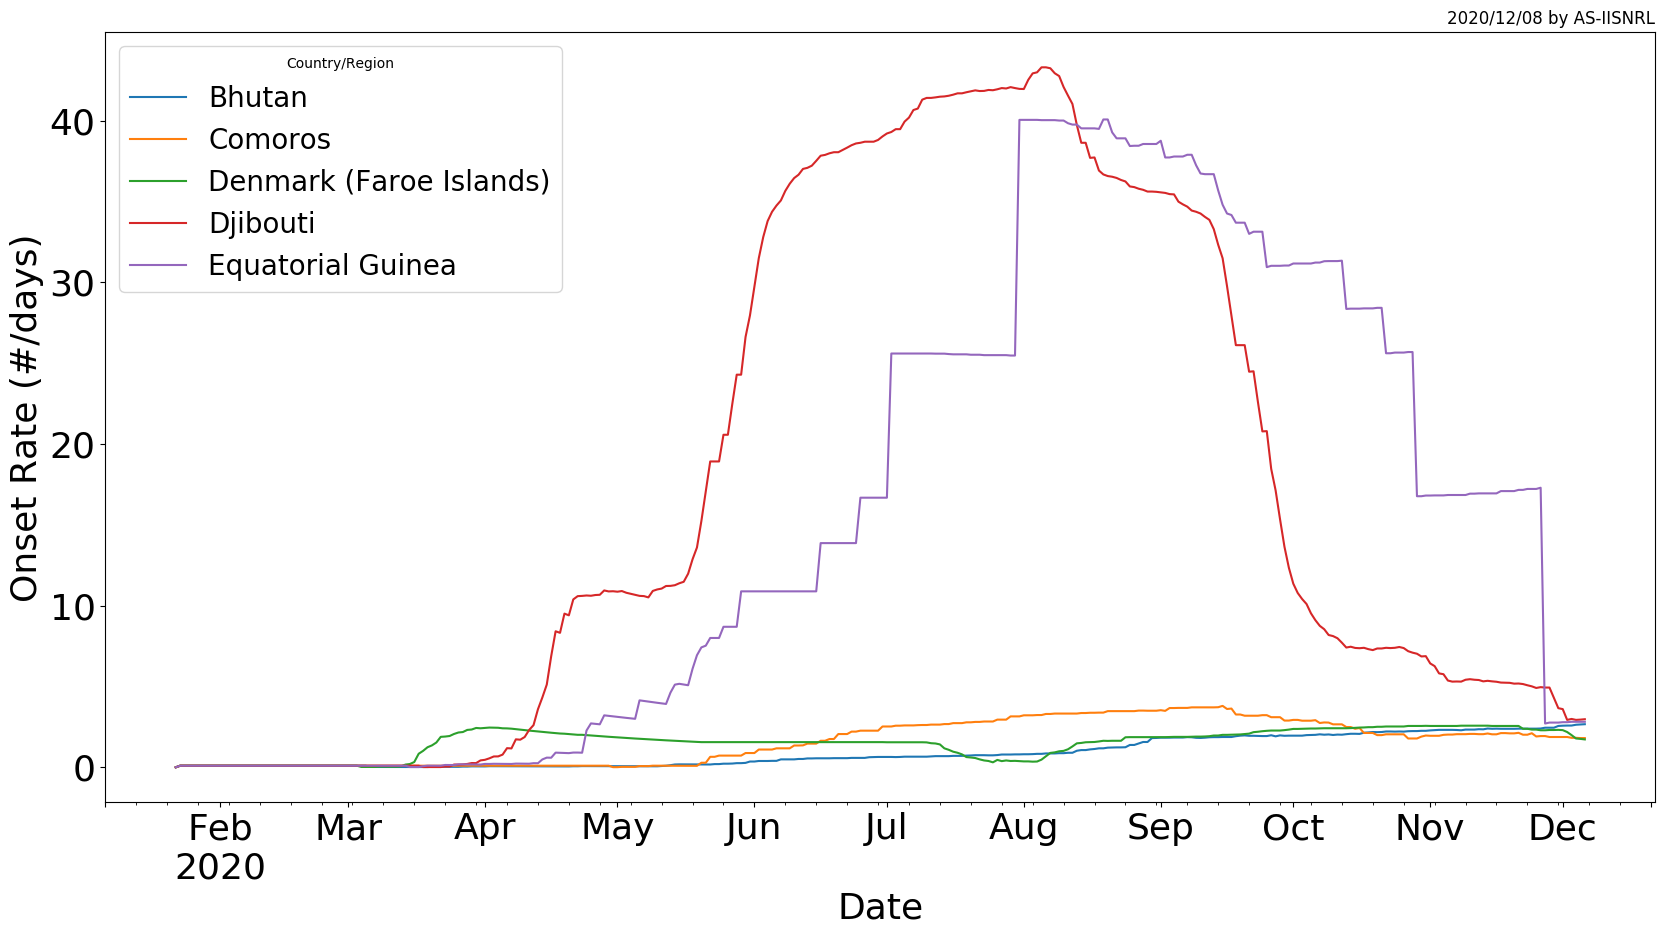 2020/12/08 by AS-IISNRL
Country/Region
Bhutan
Comoros
Denmark (Faroe Islands)
Djibouti
Equatorial Guinea
Onset Rate (#/days)
40
30
20
10
0
Feb Mar Apr May Jun Jul Aug Sep Oct Nov Dec
2020
Date